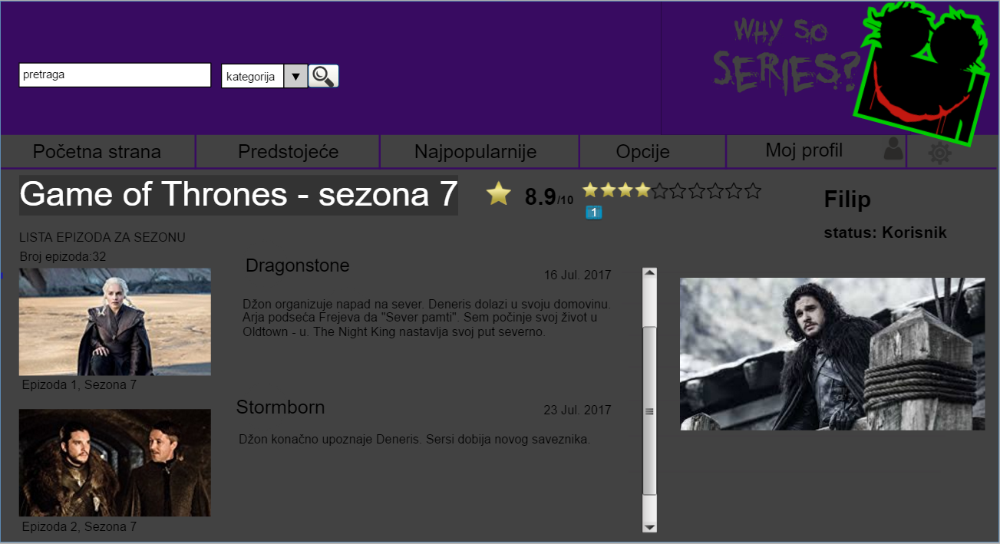 WHY SO
SERIES?
pretraga
kategorija
Početna strana
Predstojeće
Najpopularnije
Opcije
Moj profil
Game of Thrones - sezona 7
8.9/10
1
Filip
status: Korisnik
LISTA EPIZODA ZA SEZONU
Broj epizoda:32
Dragonstone
16 Jul. 2017
Džon organizuje napad na sever. Deneris dolazi u svoju domovinu.
Arja podseća Frejeva da "Sever pamti". Sem počinje svoj život u
Oldtown - u. The Night King nastavlja svoj put severno.
Epizoda 1, Sezona 7
Stormborn
23 Jul. 2017
Džon konačno upoznaje Deneris. Sersi dobija novog saveznika.
Epizoda 2, Sezona 7